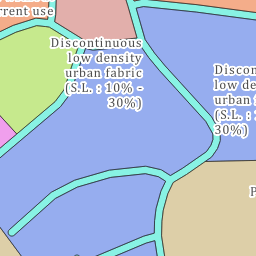 rrent use
Discontinuous
low density
urban fabric
(S.L. : 10% -
30%)
Discon
low de
urban f
(S.L. :
30%)
P